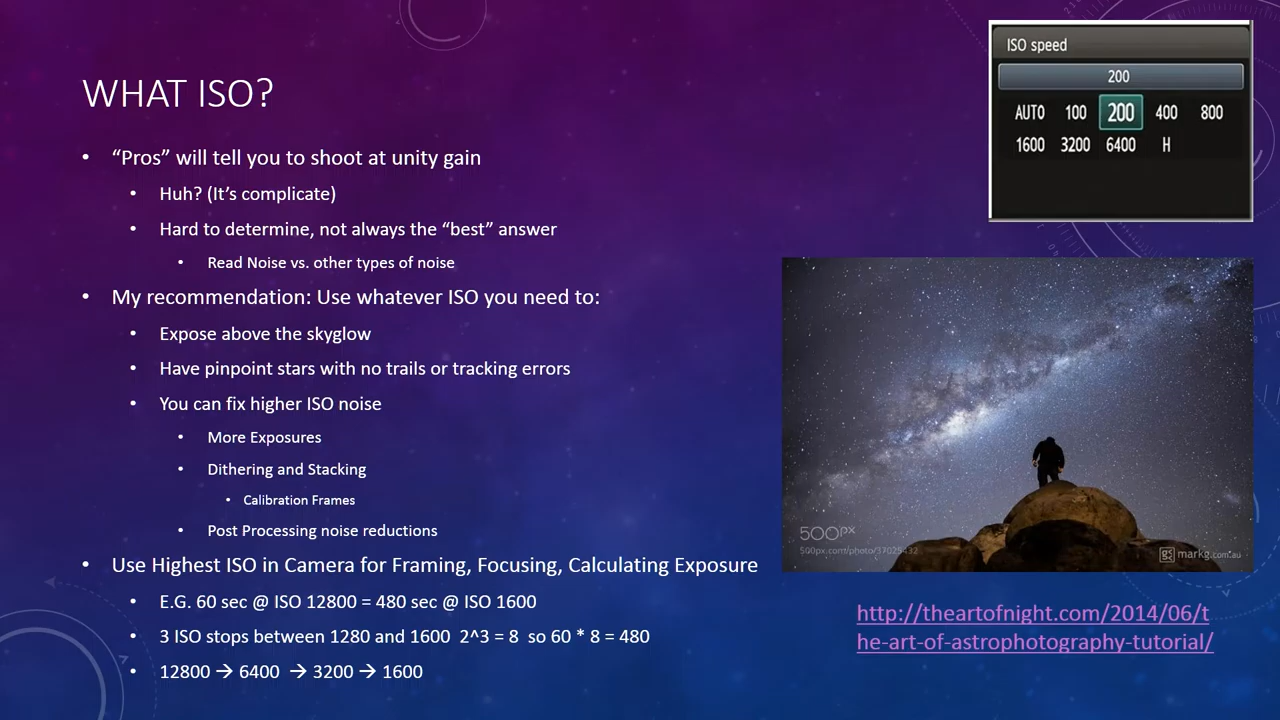 WHAT ISO?
• “Pros” will tell you to shoot at unity gain
• Huh? (It’s complicate)
• Hard to determine, not always the “best” answer
• Read Noise vs. other types of noise
• My recommendation: Use whatever ISO you need to:
• Expose above the skyglow
• Have pinpoint stars with no trails or tracking errors
• You can fix higher ISO noise
• More Exposures
• Dithering and Stacking
• Calibration Frames
• Post Processing noise reductions
• Use Highest ISO in Camera for Framing, Focusing, Calculating Exposure
• E.G. 60 sec @ ISO 12800 = 480 sec @ ISO 1600
• 3 ISO stops between 1280 and 1600 2^3 = 8 so 60 * 8 = 480
• 12800 → 6400 → 3200 → 1600
ISO speed
200
AUTO 100 200 400 800
1600 3200 6400 H
500px
500px.com/photo/37025432
markg.com.au
http://theartofnight.com/2014/06/t
he-art-of-astrophotography-tutorial/